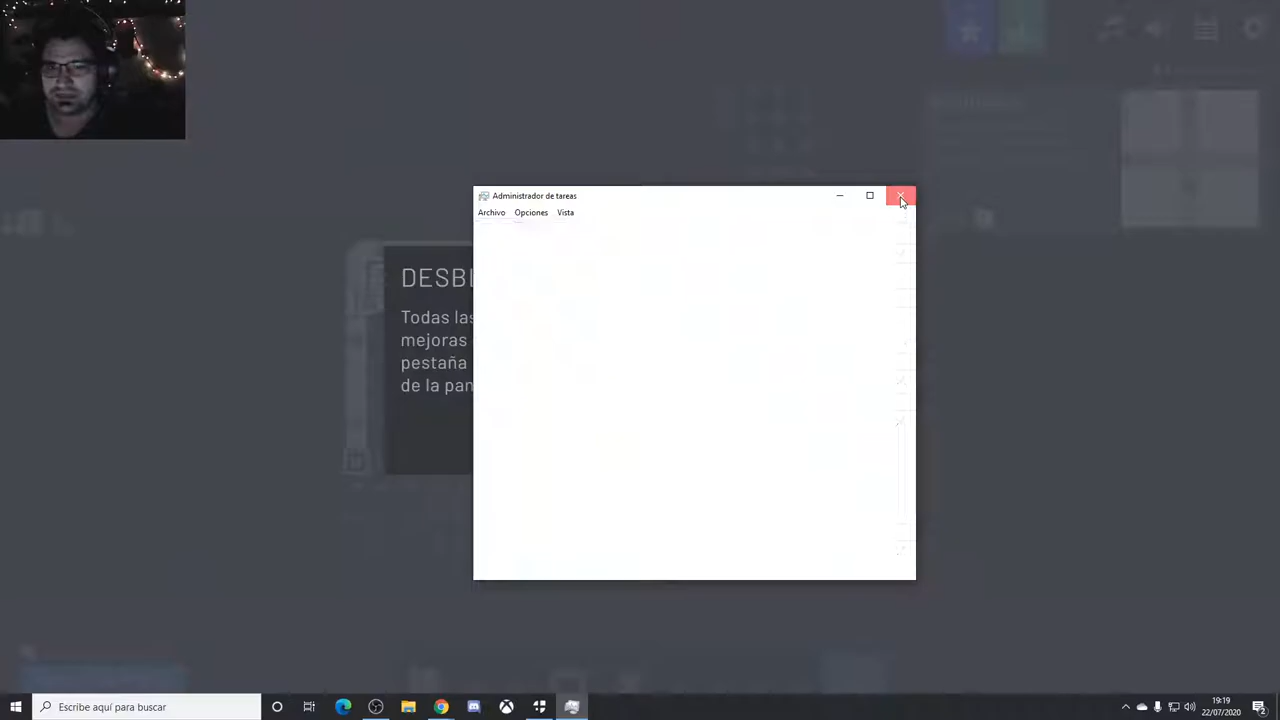 Administrador de tareas
Archivo Opciones Vista
DESBL
Todas las
mejoras
pestaña
de la pan
Escribe aquí para buscar
19:19
22/07/2020
2